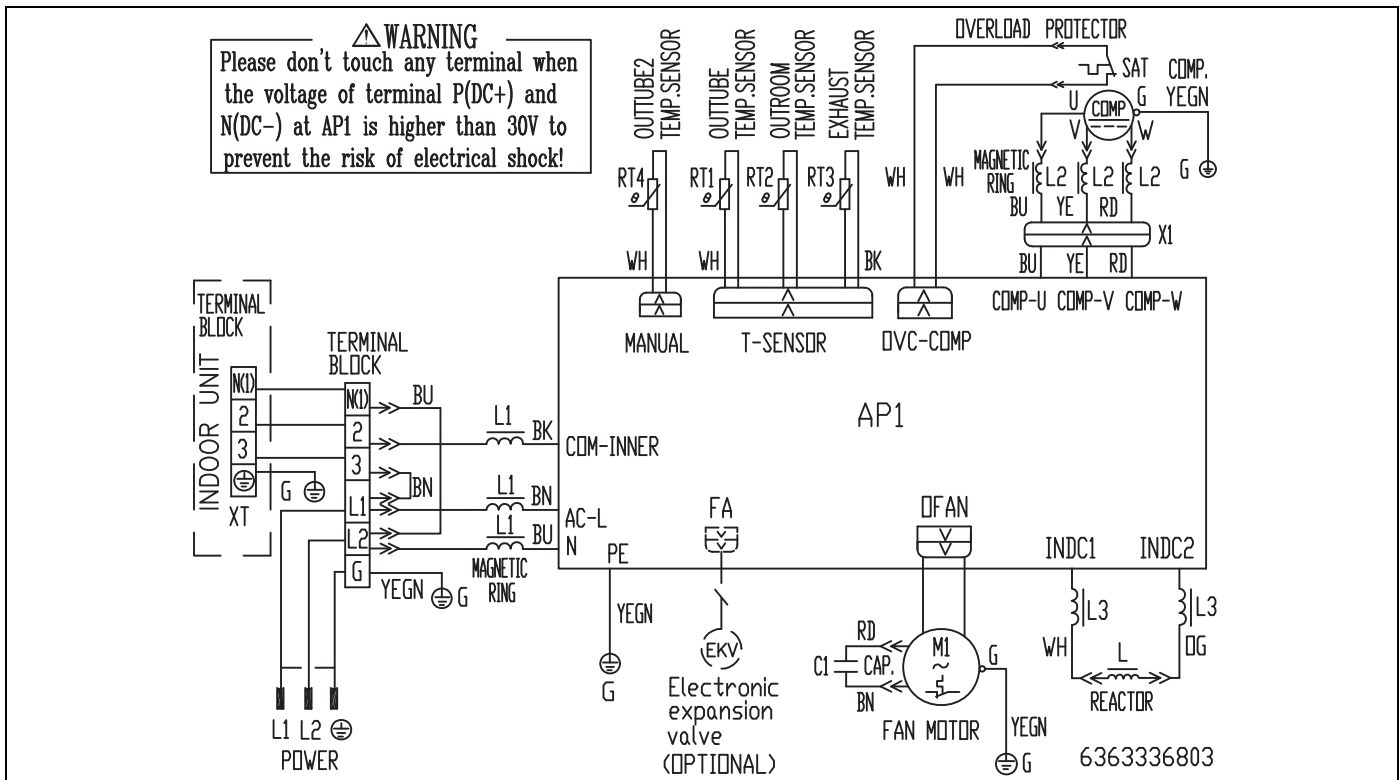 WARNING
Please don't touch any terminal when
the voltage of terminal P(DC+) and
N(DC-) at AP1 is higher than 30V to
prevent the risk of electrical shock!
OUTTUBE2
TEMP.SENSOR
OUTTUBE
TEMP.SENSOR
OUTROOM
TEMP.SENSOR
EXHAUST
TEMP.SENSOR
OVERLOAD PROTECTOR
SAT
COMP.
YEGN
U
V
W
G
COMP
G
RT4
θ
RT1
θ
RT2
θ
RT3
θ
WH
WH
MAGNETIC
RING
L2
L2
L2
BU
YE
RD
X1
WH
WH
BK
BU
YE
RD
MANUAL
T-SENSOR
OVC-COMP
COMP-U
COMP-V
COMP-W
TERMINAL
BLOCK
INDOOR UNIT
N(1)
2
3
XT
G
TERMINAL
BLOCK
N(1)
2
3
L1
L2
G
BU
BN
YEGN
G
L1
BK
L1
BN
L1
BU
MAGNETIC
RING
COM-INNER
AC-L
N
PE
AP1
YEGN
G
FA
EKV
Electronic
expansion
valve
(OPTIONAL)
OFAN
RD
C1
CAP.
BN
M1
~
G
FAN MOTOR
YEGN
G
INDC1
INDC2
L3
L3
WH
OG
L
REACTOR
L1
L2
POWER
6363336803